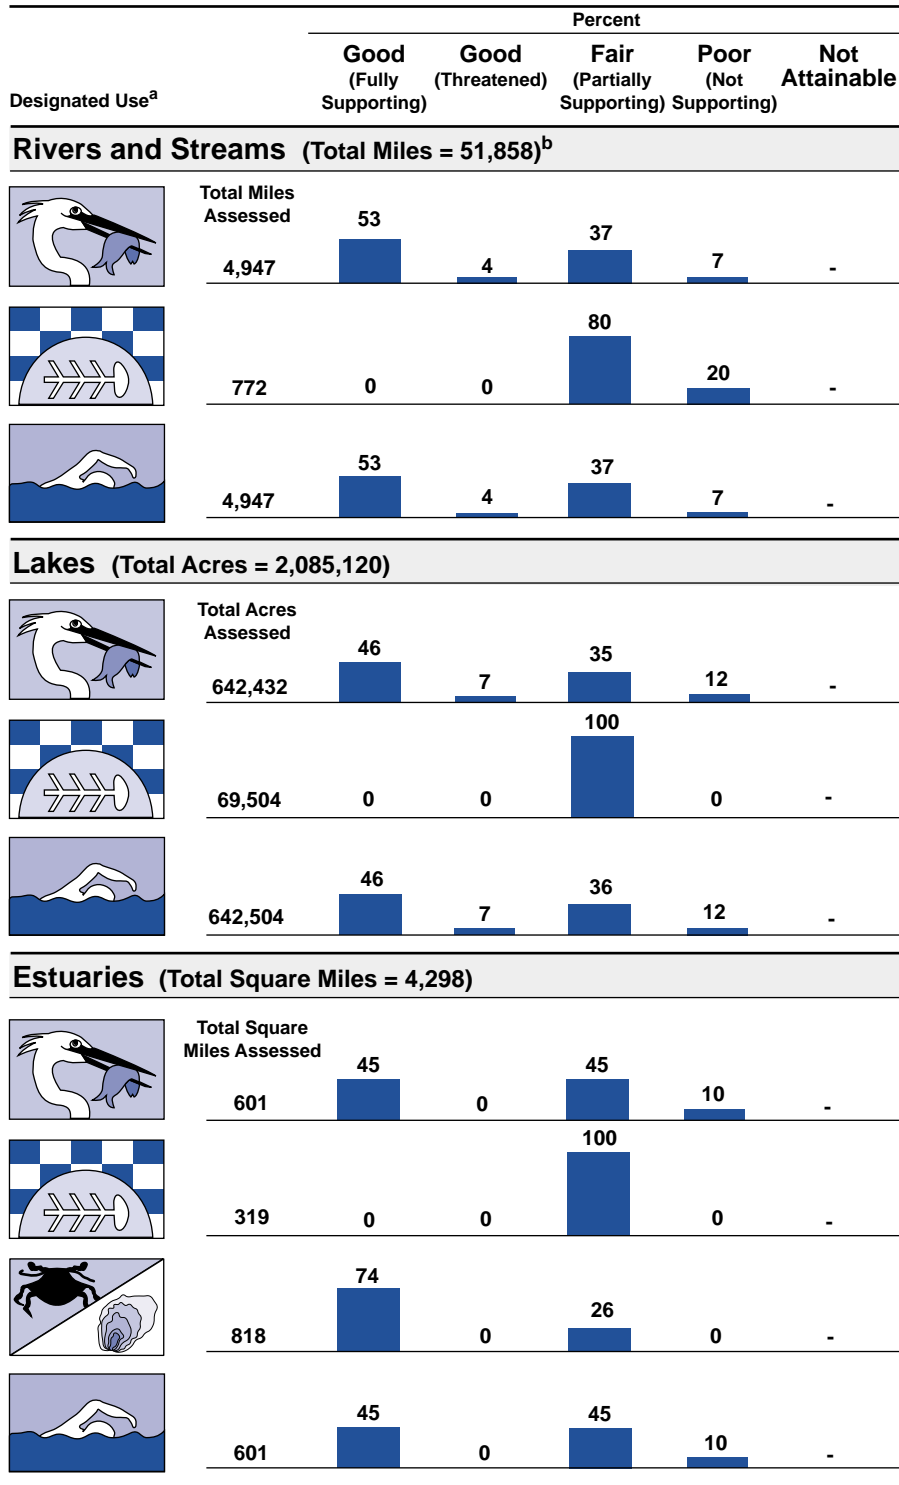 Percent
Designated Useᵃ
Good (Fully Supporting)
Good (Threatened)
Fair (Partially Supporting)
Poor (Not Supporting)
Not Attainable
Rivers and Streams (Total Miles = 51,858)ᵇ
Total Miles Assessed
4,947 53 4 37 7 -
772 0 0 80 20 -
4,947 53 4 37 7 -
Lakes (Total Acres = 2,085,120)
Total Acres Assessed
642,432 46 7 35 12 -
69,504 0 0 100 0 -
642,504 46 7 36 12 -
Estuaries (Total Square Miles = 4,298)
Total Square Miles Assessed
601 45 0 45 10 -
319 0 0 100 0 -
818 74 0 26 0 -
601 45 0 45 10 -